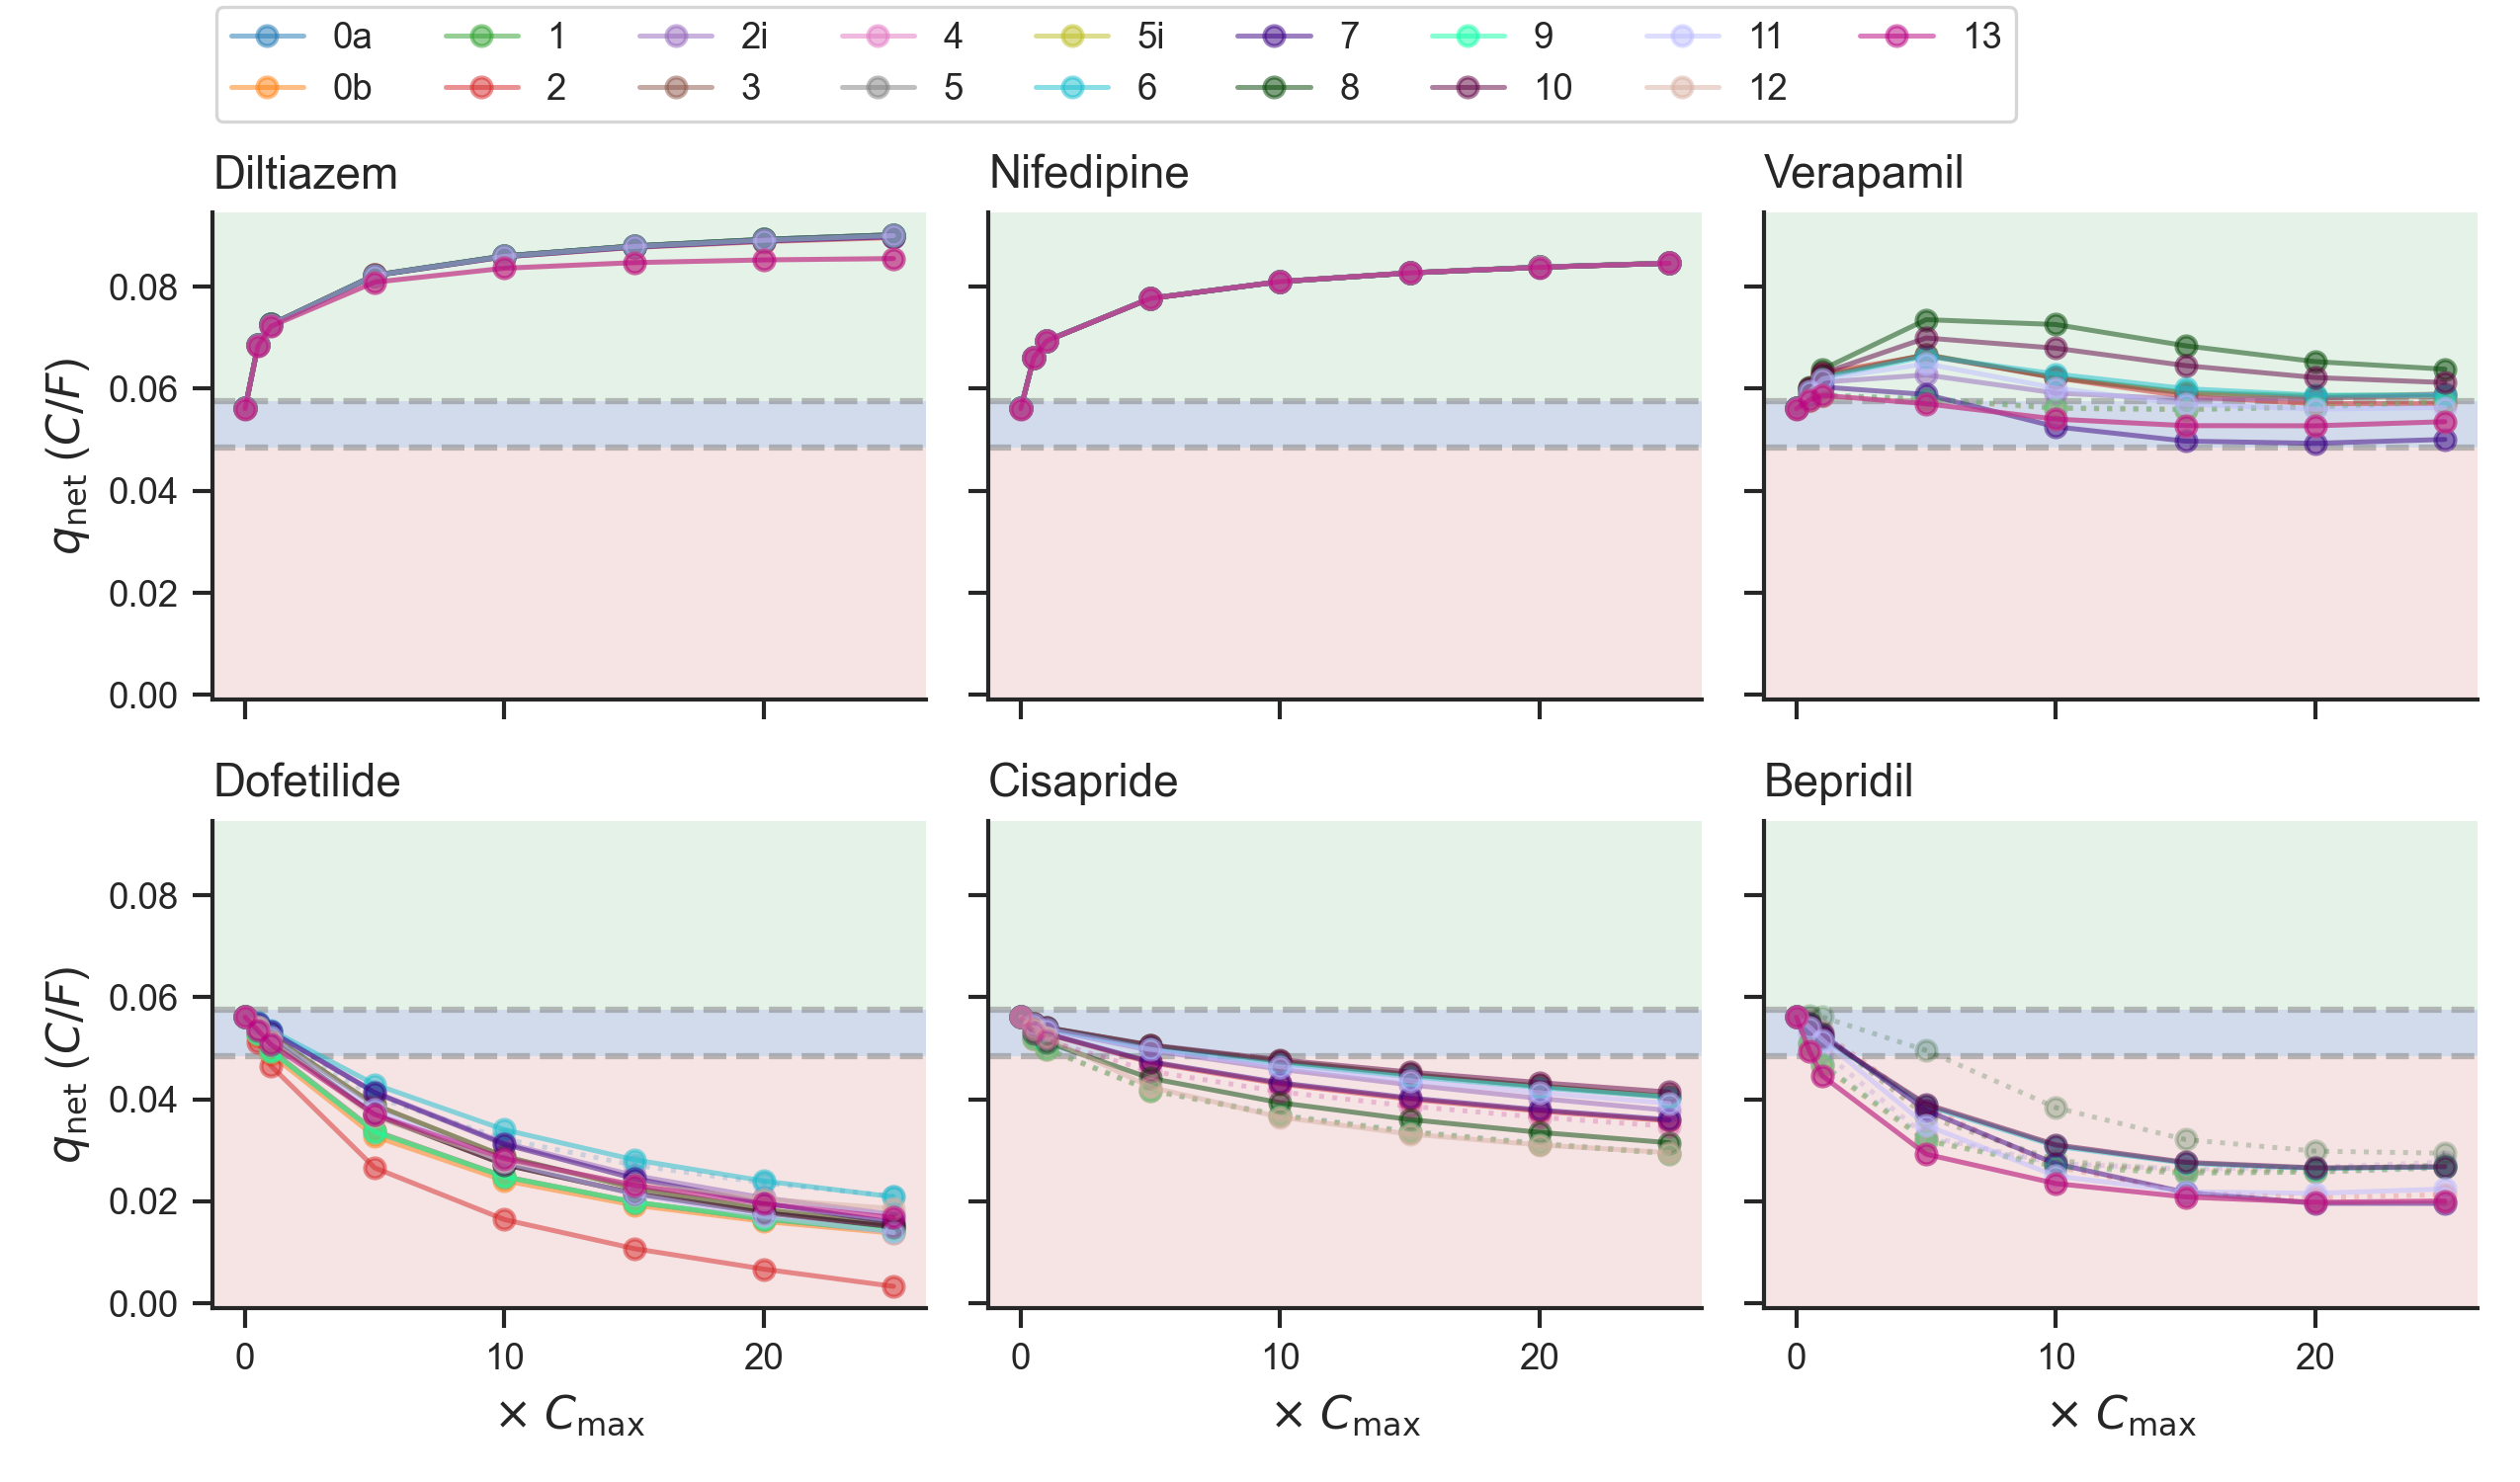 0a 1 2i 4 5i 7 9 11 13
0b 2 3 5 6 8 10 12
Diltiazem Nifedipine Verapamil
q_net (C/F)
0.08
0.06
0.04
0.02
0.00
Dofetilide Cisapride Bepridil
q_net (C/F)
0.08
0.06
0.04
0.02
0.00
0 10 20 0 10 20 0 10 20
× C_max × C_max × C_max